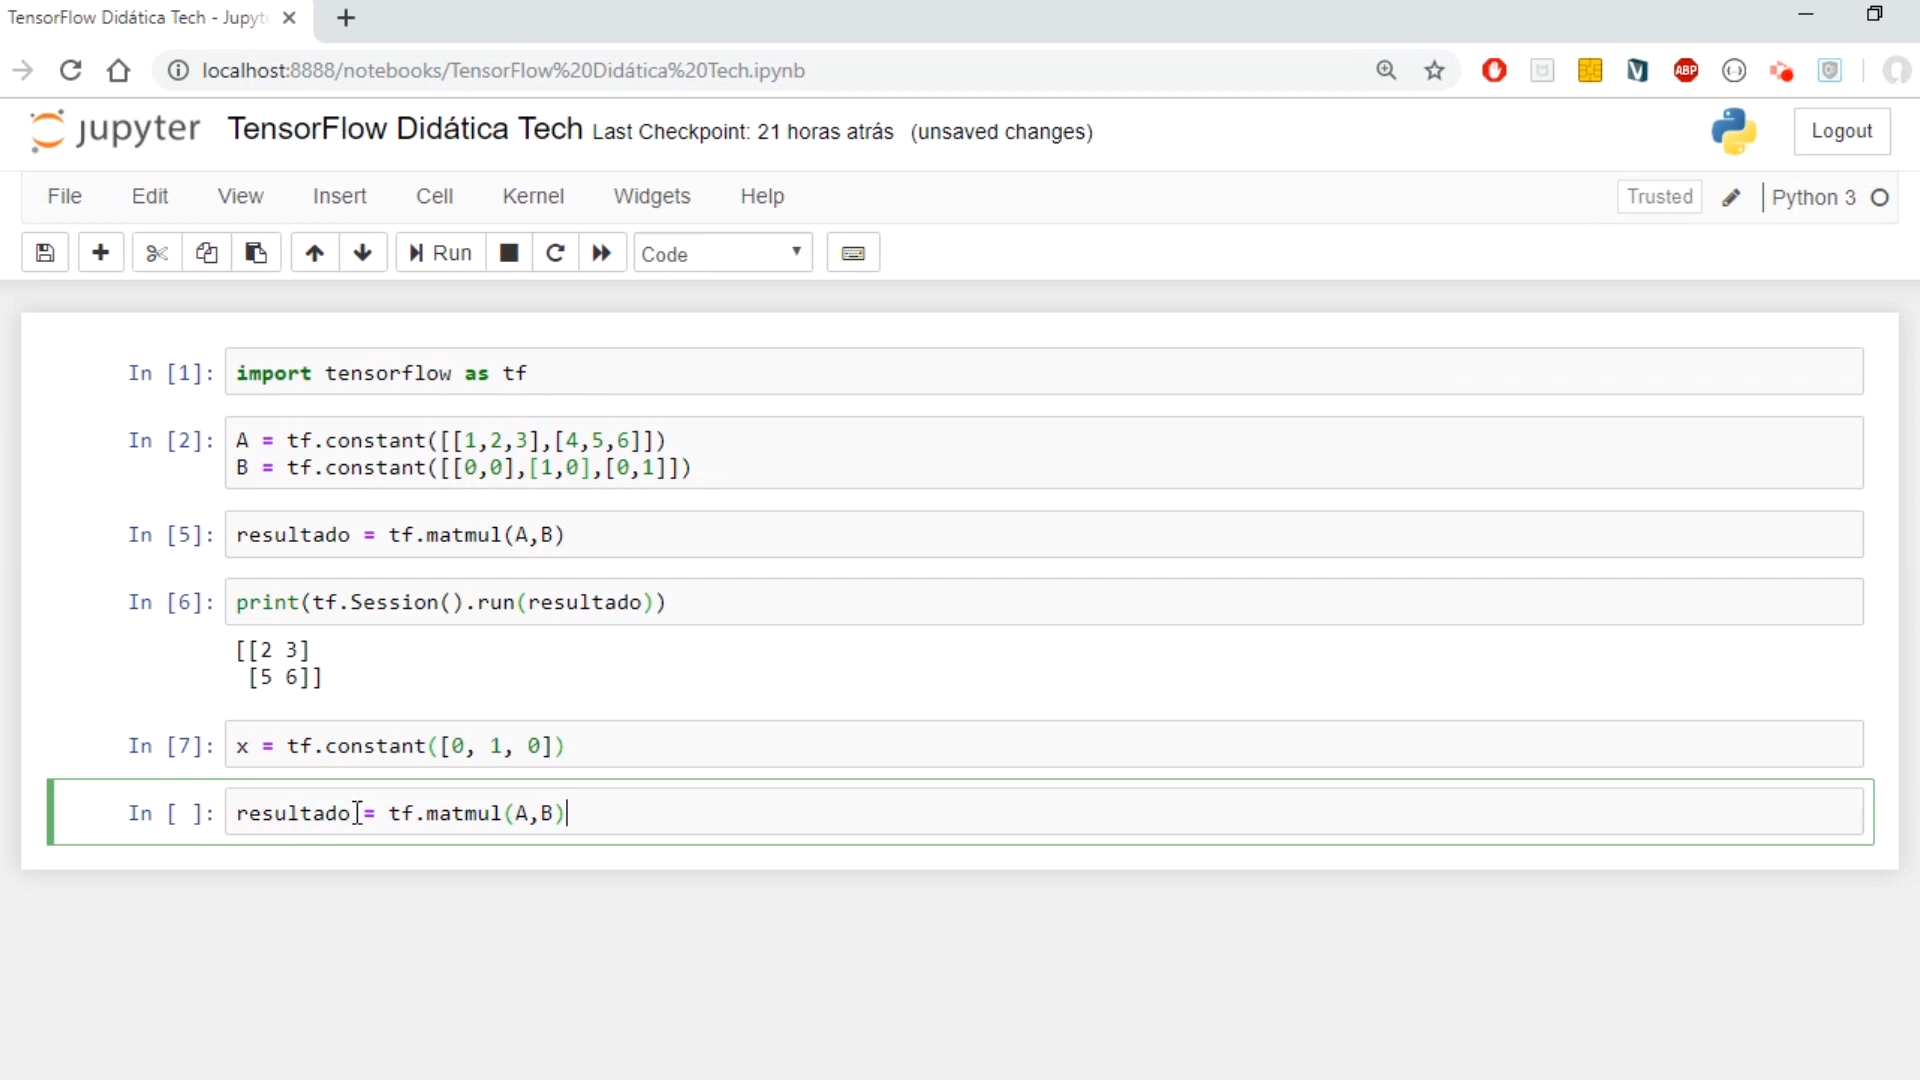 TensorFlow Didática Tech - Jupyt
localhost:8888/notebooks/TensorFlow%20Didática%20Tech.ipynb
ABP
jupyter TensorFlow Didática Tech Last Checkpoint: 21 horas atrás (unsaved changes)
Logout
File Edit View Insert Cell Kernel Widgets Help
Trusted Python 3
Run Code
In [1]: import tensorflow as tf
In [2]: A = tf.constant([[1,2,3],[4,5,6]])
B = tf.constant([[0,0],[1,0],[0,1]])
In [5]: resultado = tf.matmul(A,B)
In [6]: print(tf.Session().run(resultado))
[[2 3]
[5 6]]
In [7]: x = tf.constant([0, 1, 0])
In [ ]: resultado = tf.matmul(A,B)